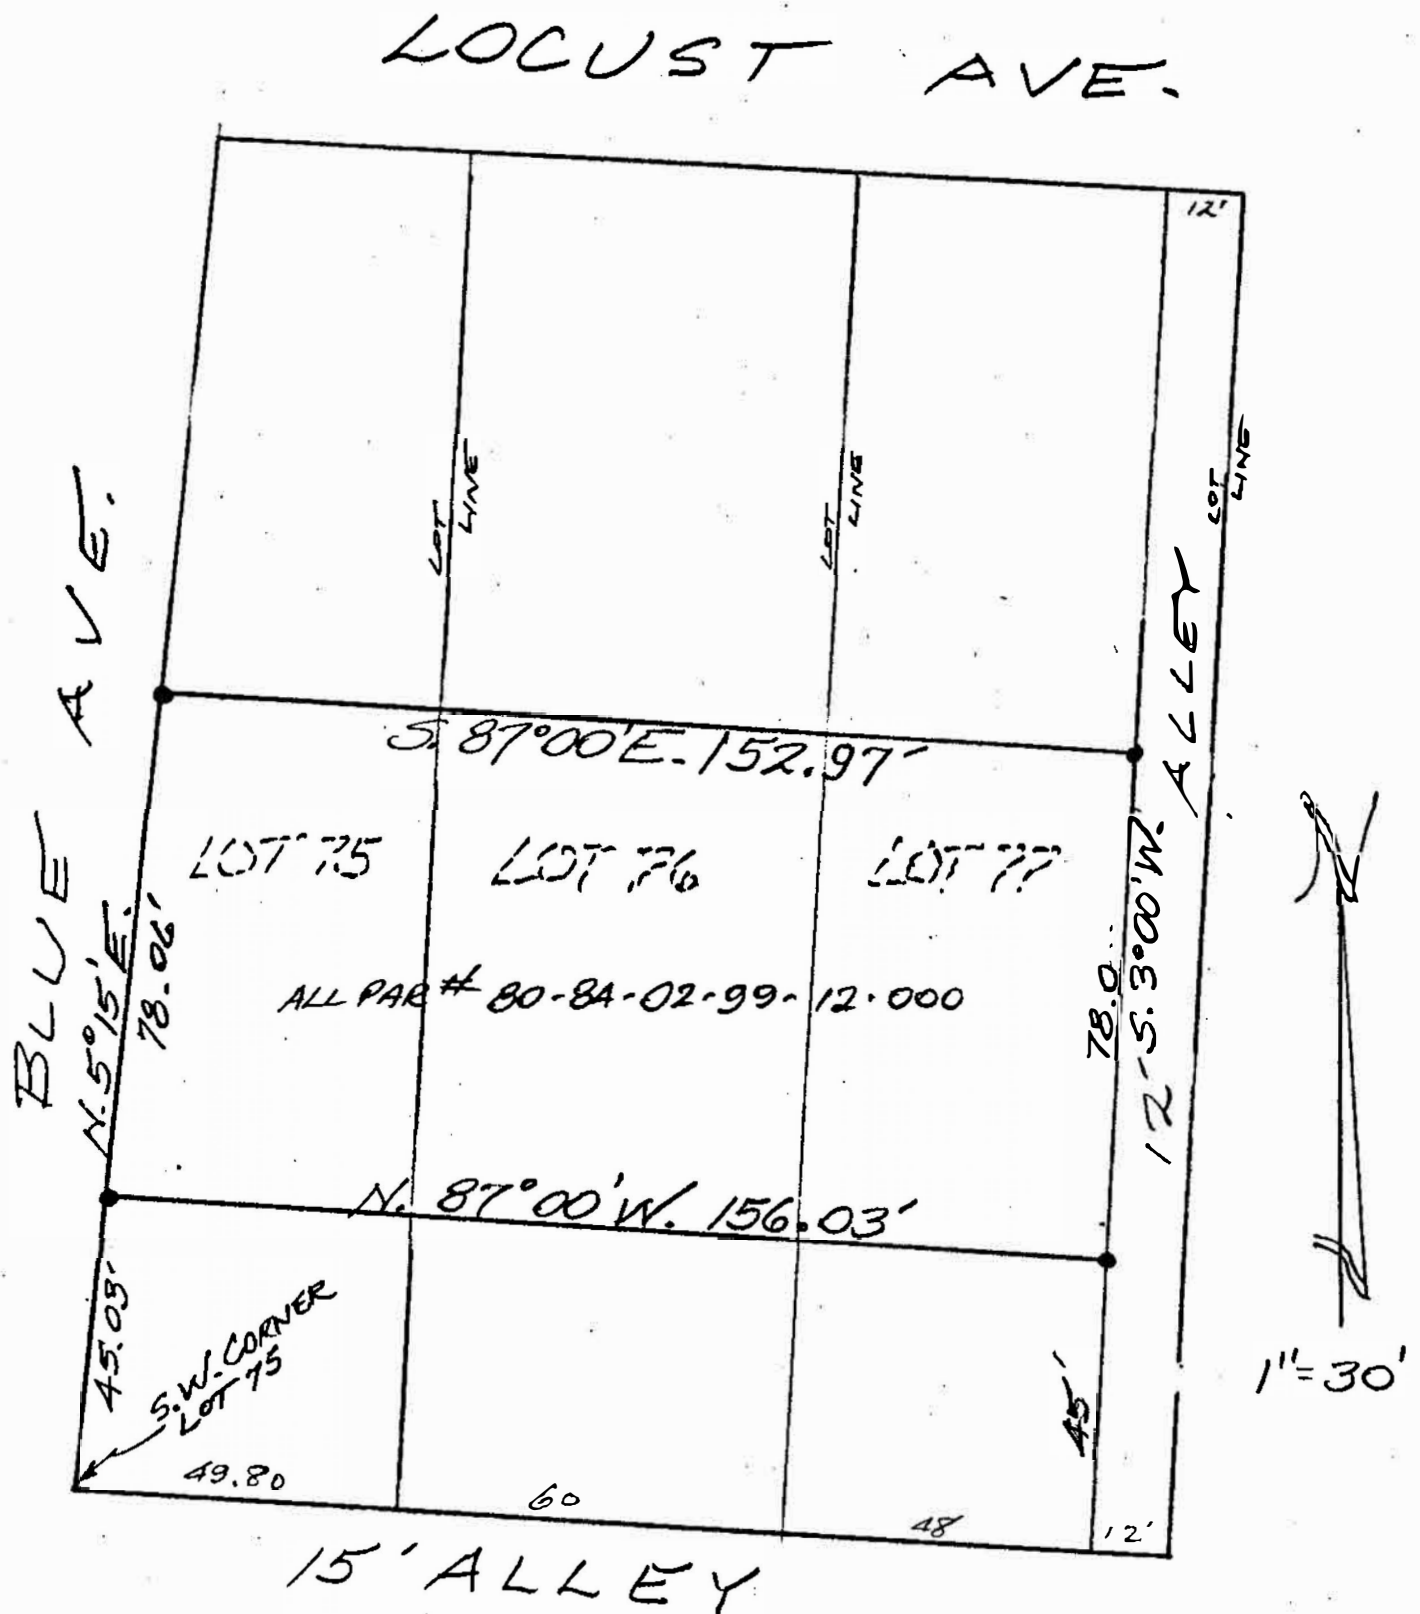 LOCUST AVE.
12'
LOT LINE
LOT LINE
LOT LINE
BLUE AVE.
S. 87°00'E. 152.97'
ALLEY
LOT 75
LOT 76
LOT 77
N. 5°15'E.
78.06'
ALL PAR # 80-84-02-99-12-000
78.0
12' S. 3°00'W.
N. 87°00'W. 156.03'
45.03'
S.W. CORNER
LOT 75
45'
1"=30'
49.80
60
48
12'
15' ALLEY